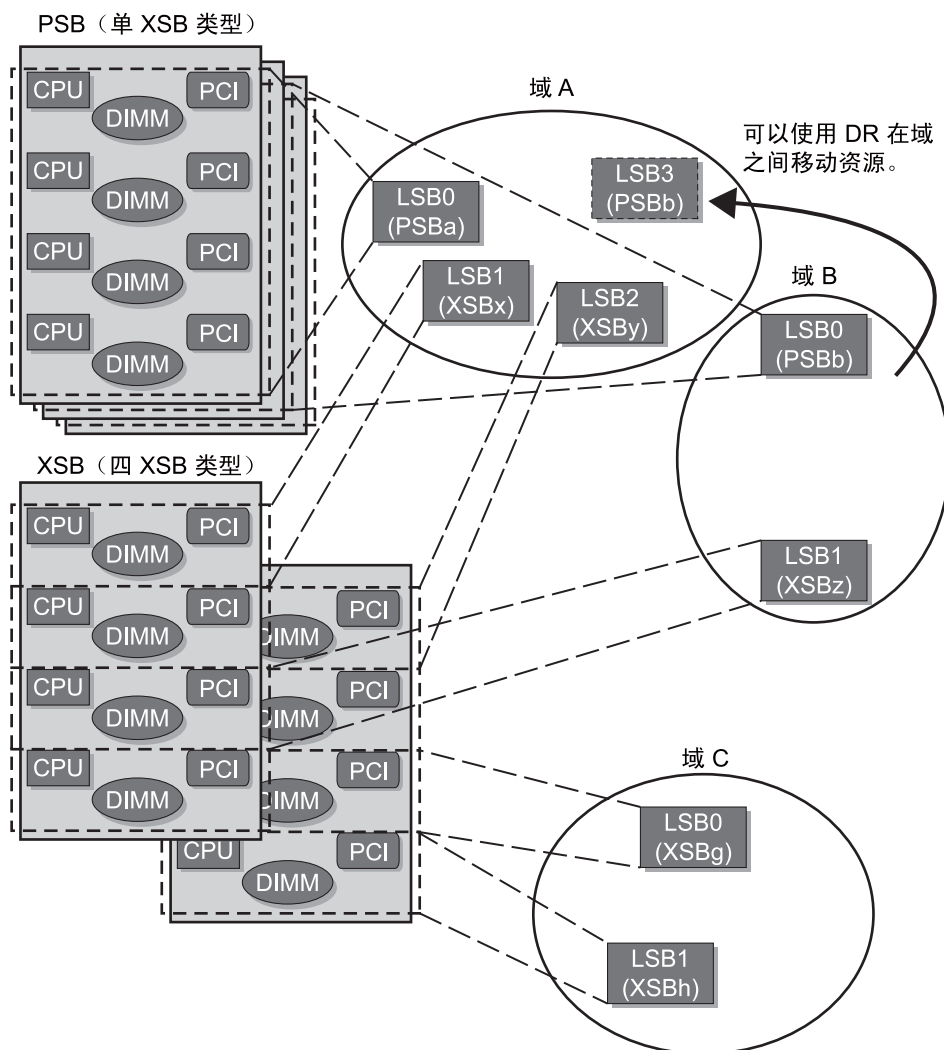 PSB（单 XSB 类型）
CPU
PCI
DIMM
CPU
PCI
DIMM
CPU
PCI
DIMM
CPU
PCI
DIMM
域 A
LSB0
(PSBa)
LSB1
(XSBx)
LSB2
(XSBy)
LSB3
(PSBb)
可以使用 DR 在域
之间移动资源。
域 B
LSB0
(PSBb)
LSB1
(XSBz)
XSB（四 XSB 类型）
CPU
PCI
DIMM
CPU
PCI
DIMM
CPU
PCI
DIMM
CPU
PCI
DIMM
DIMM
PCI
DIMM
PCI
DIMM
PCI
CPU
PCI
DIMM
域 C
LSB0
(XSBg)
LSB1
(XSBh)